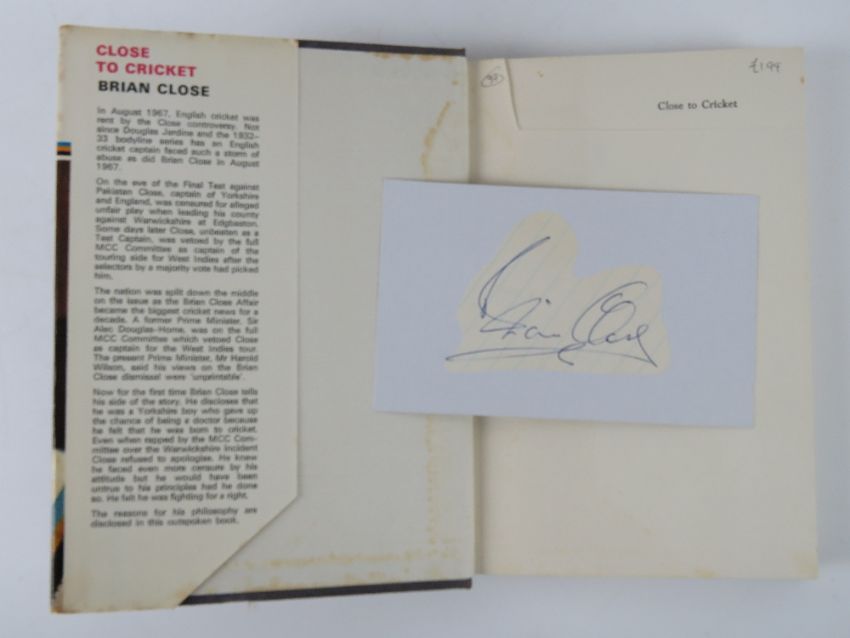 CLOSE
TO CRICKET
BRIAN CLOSE
In August 1967, English cricket was
rent by the Close controversy. Not
since Douglas Jardine and the 1932-
33 bodyline series has an English
cricket captain faced such a storm of
abuse as did Brian Close in August
1967.
On the eve of the Final Test against
Pakistan Close, captain of Yorkshire
and England, was censured for alleged
unfair play when leading his county
against Warwickshire at Edgbaston.
Some days later Close, unbeaten as a
Test Captain, was vetoed by the full
MCC Committee as captain of the
touring side for West Indies after the
selectors by a majority vote had picked
him.
The nation was split down the middle
on the issue as the Brian Close Affair
became the biggest cricket news for a
decade. A former Prime Minister, Sir
Alec Douglas-Home, was on the full
MCC Committee which vetoed Close
as captain for the West Indies tour.
The present Prime Minister, Mr Harold
Wilson, said his views on the Brian
Close dismissal were 'unprintable'.
Now for the first time Brian Close tells
his side of the story. He discloses that
he was a Yorkshire boy who gave up
the chance of being a doctor because
he felt that he was born to cricket.
Even when rapped by the MCC Com-
mittee over the Warwickshire incident
Close refused to apologise. He knew
he faced even more censure by his
attitude but he would have been
untrue to his principles had he done
so. He felt he was fighting for a right.
The reasons for his philosophy are
disclosed in this outspoken book.
£199
Close to Cricket
Brian Close